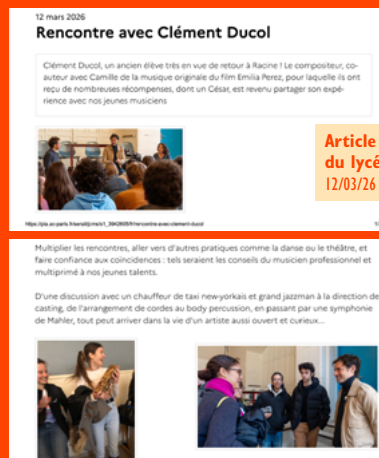 12 mars 2026
Rencontre avec Clément Ducol
Clément Ducol, un ancien élève très en vue de retour à Racine ! Le compositeur, co-
auteur avec Camille de la musique originale du film Emilia Perez, pour laquelle ils ont
reçu de nombreuses récompenses, dont un César, est revenu partager son expé-
rience avec nos jeunes musiciens
Article
du lycé
12/03/26
Multiplier les rencontres, aller vers d'autres pratiques comme la danse ou le théâtre, et
faire confiance aux coïncidences : tels seraient les conseils du musicien professionnel et
multiprimé à nos jeunes talents.
D'une discussion avec un chauffeur de taxi new-yorkais et grand jazzman à la direction de
casting, de l'arrangement de cordes au body percussion, en passant par une symphonie
de Mahler, tout peut arriver dans la vie d'un artiste aussi ouvert et curieux...